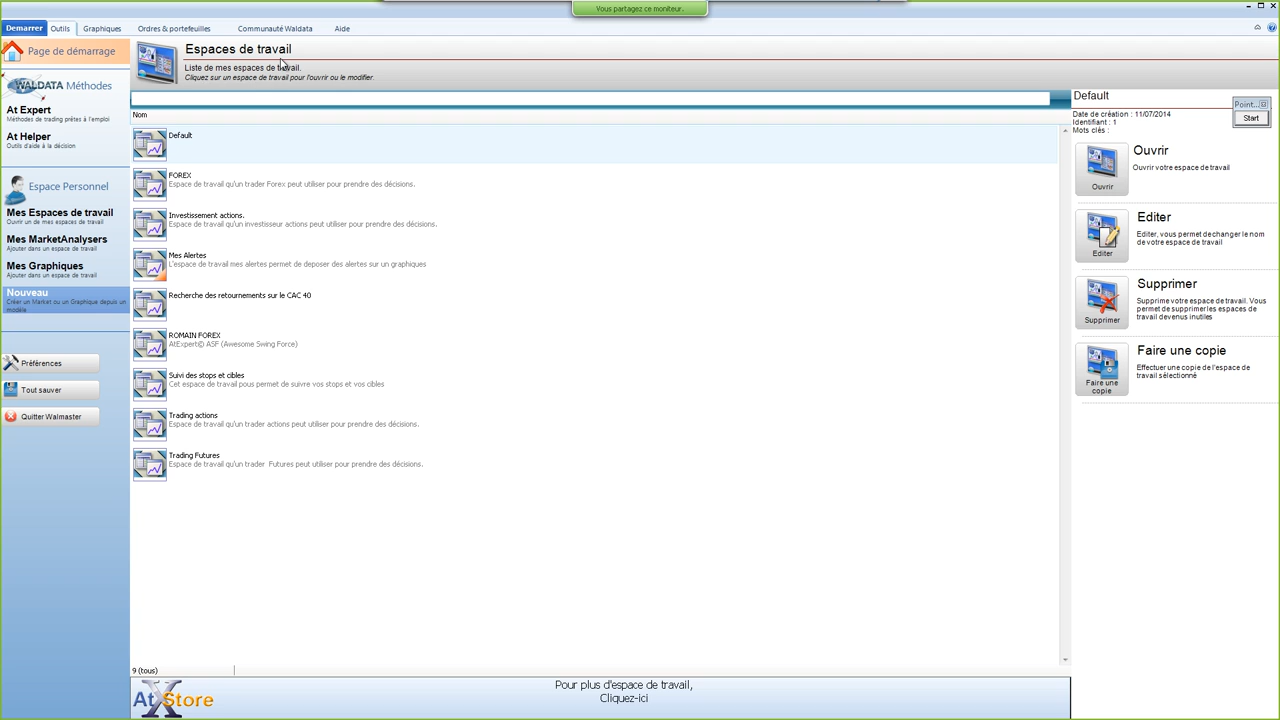 Vous partagez ce moniteur.
Demarrer Outils Graphiques Ordres & portefeuilles Communauté Waldata Aide
Page de démarrage
WALDATA Méthodes
At Expert
Méthodes de trading prêtes à l'emploi
At Helper
Outils d'aide à la décision
Espace Personnel
Mes Espaces de travail
Ouvrir un de mes espaces de travail
Mes MarketAnalysers
Ajouter dans un espace de travail
Mes Graphiques
Ajouter dans un espace de travail
Nouveau
Créer un Market ou un Graphique depuis un
modèle
Préférences
Tout sauver
Quitter Walmaster
Espaces de travail
Liste de mes espaces de travail.
Cliquez sur un espace de travail pour l'ouvrir ou le modifier.
Nom
Default
FOREX
Espace de travail qu'un trader Forex peut utiliser pour prendre des décisions.
Investissement actions.
Espace de travail qu'un investisseur actions peut utiliser pour prendre des décisions.
Mes Alertes
L'espace de travail mes alertes permet de deposer des alertes sur un graphiques
Recherche des retournements sur le CAC 40
ROMAIN FOREX
AtExpert© ASF (Awesome Swing Force)
Suivi des stops et cibles
Cet espace de travail pous permet de suivre vos stops et vos cibles
Trading actions
Espace de travail qu'un trader actions peut utiliser pour prendre des décisions.
Trading Futures
Espace de travail qu'un trader Futures peut utiliser pour prendre des décisions.
9 (tous)
AtXStore
Pour plus d'espace de travail,
Cliquez-ici
Default
Date de création : 11/07/2014
Identifiant : 1
Mots clés :
Point...
Start
Ouvrir
Ouvrir votre espace de travail
Ouvrir
Editer
Editer, vous permet de changer le nom
de votre espace de travail
Editer
Supprimer
Supprime votre espace de travail. Vous
permet de supprimer les espaces de
travail devenus inutiles
Supprimer
Faire une copie
Effectuer une copie de l'espace de
travail sélectionné
Faire une
copie